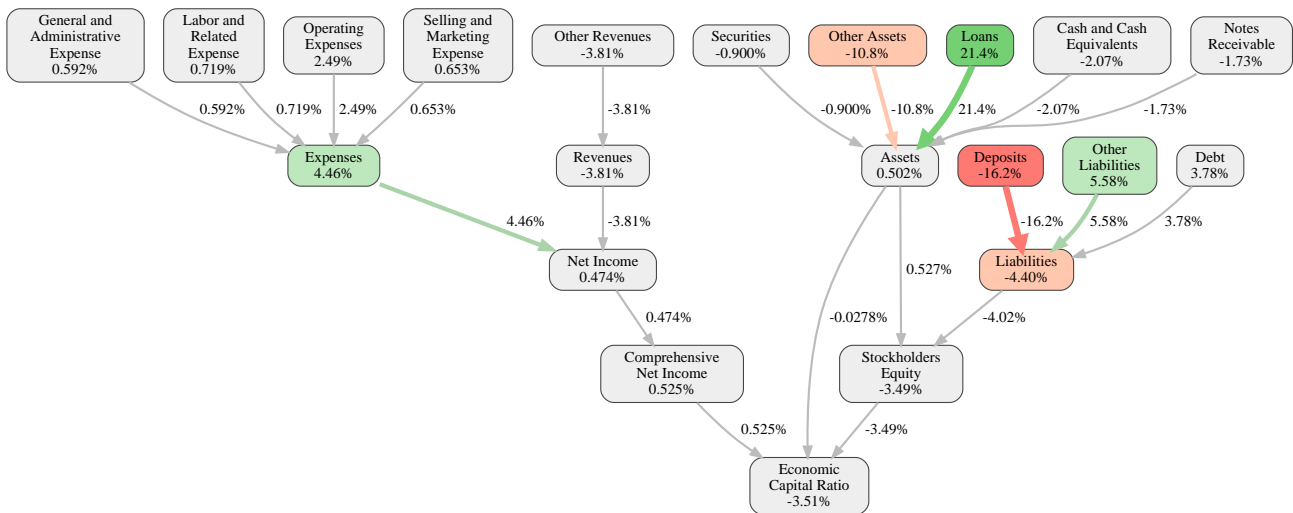 General and
Administrative
Expense
0.592%
Labor and
Related
Expense
0.719%
Operating
Expenses
2.49%
Selling and
Marketing
Expense
0.653%
Other Revenues
-3.81%
Securities
-0.900%
Other Assets
-10.8%
Loans
21.4%
Cash and Cash
Equivalents
-2.07%
Notes
Receivable
-1.73%
0.592%
0.719%
2.49%
0.653%
-3.81%
-0.900%
-10.8%
21.4%
-2.07%
-1.73%
Expenses
4.46%
Revenues
-3.81%
Assets
0.502%
Deposits
-16.2%
Other
Liabilities
5.58%
Debt
3.78%
4.46%
-3.81%
-16.2%
5.58%
3.78%
Net Income
0.474%
0.527%
Liabilities
-4.40%
0.474%
-0.0278%
-4.02%
Comprehensive
Net Income
0.525%
Stockholders
Equity
-3.49%
0.525%
-3.49%
Economic
Capital Ratio
-3.51%